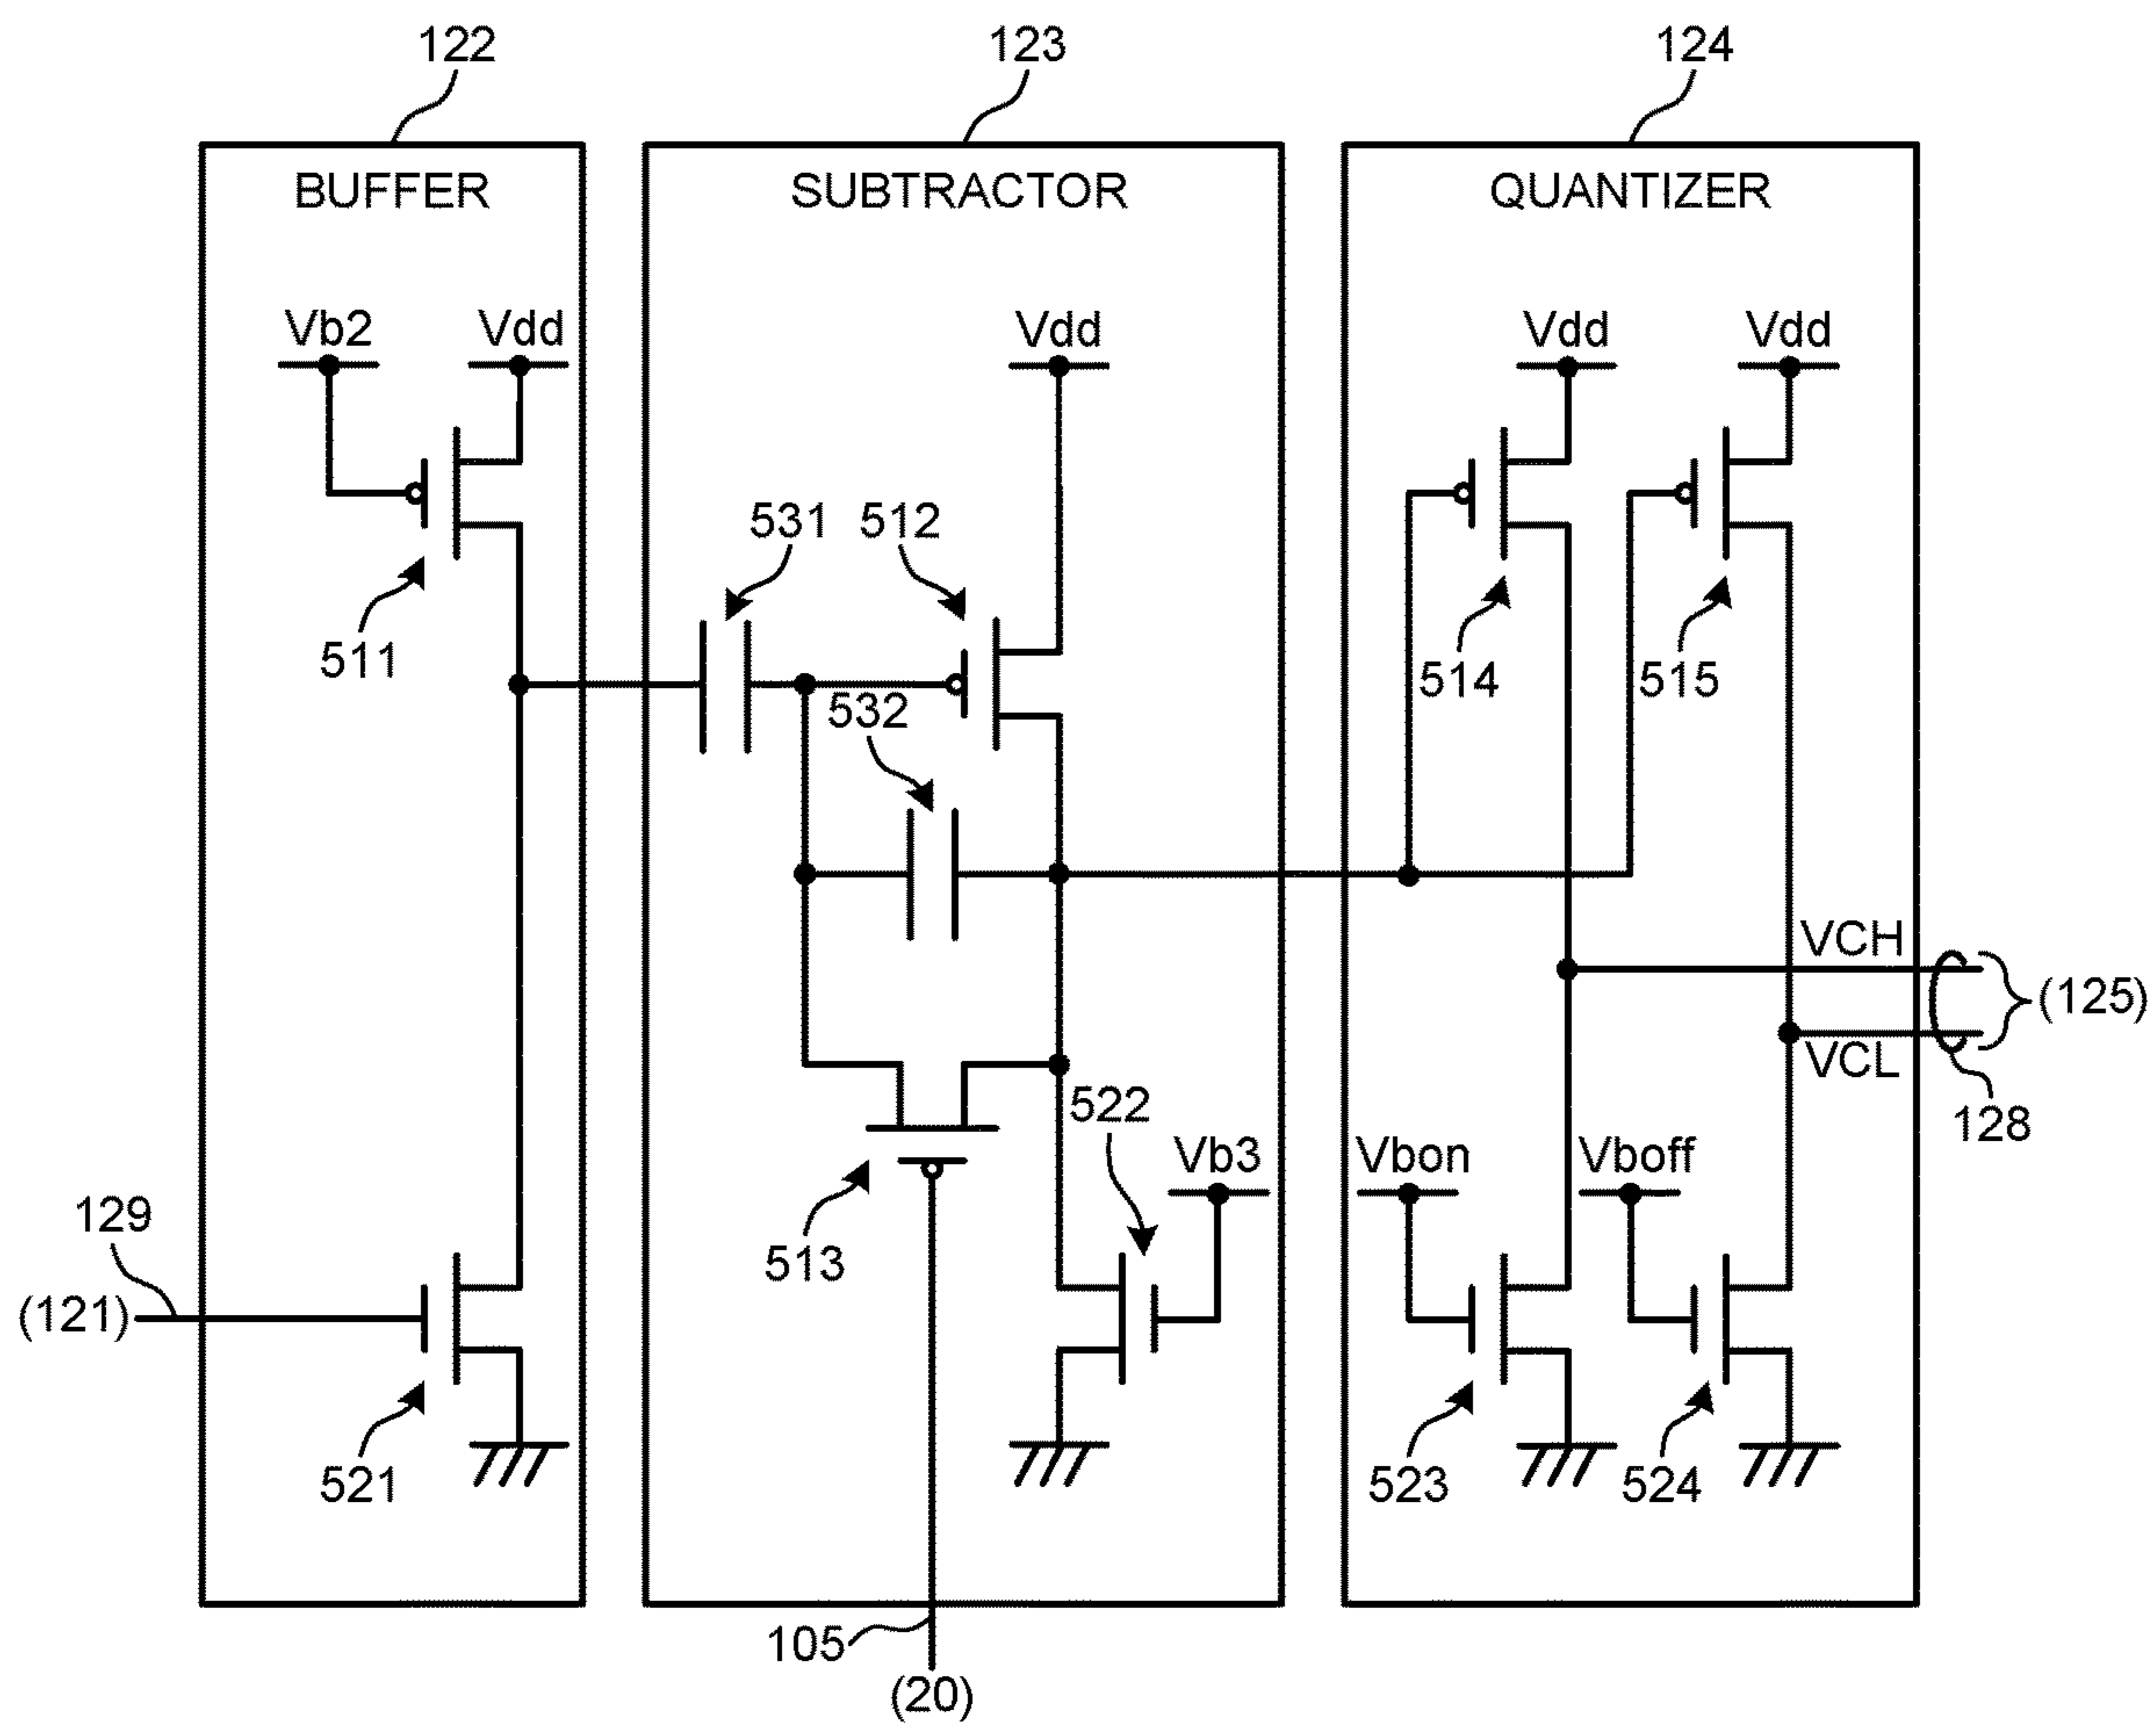 122
123
124
BUFFER
SUBTRACTOR
QUANTIZER
Vb2
Vdd
Vdd
Vdd
Vdd
531
512
511
532
514
515
VCH
(125)
VCL
522
128
Vb3
Vbon
Vboff
129
513
(121)
521
523
524
105
(20)